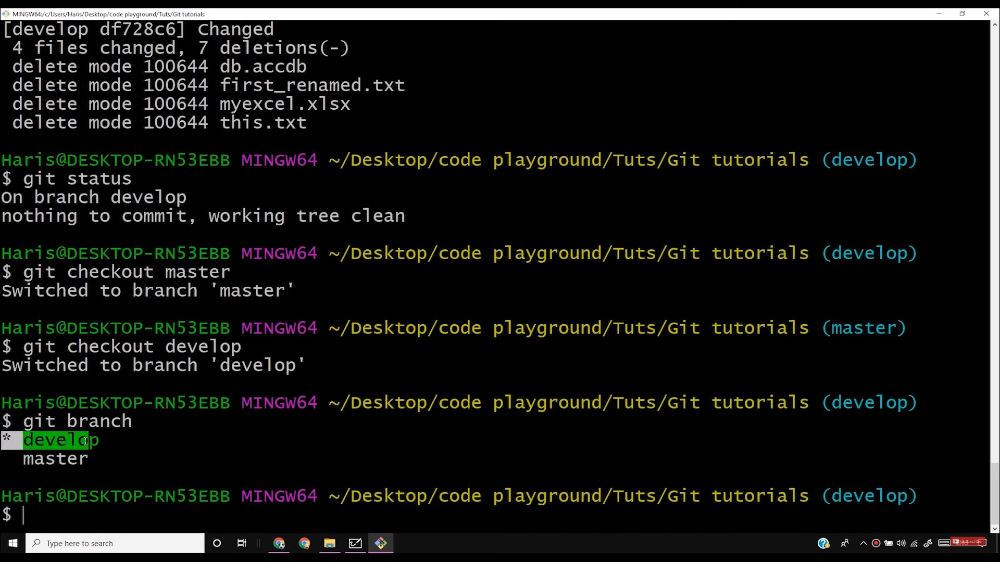 MINGW64:/c/Users/Haris/Desktop/code playground/Tuts/Git tutorials
[develop df728c6] Changed
4 files changed, 7 deletions(-)
delete mode 100644 db.accdb
delete mode 100644 first_renamed.txt
delete mode 100644 myexcel.xlsx
delete mode 100644 this.txt
Haris@DESKTOP-RN53EBB MINGW64 ~/Desktop/code playground/Tuts/Git tutorials (develop)
$ git status
On branch develop
nothing to commit, working tree clean
Haris@DESKTOP-RN53EBB MINGW64 ~/Desktop/code playground/Tuts/Git tutorials (develop)
$ git checkout master
Switched to branch 'master'
Haris@DESKTOP-RN53EBB MINGW64 ~/Desktop/code playground/Tuts/Git tutorials (master)
$ git checkout develop
Switched to branch 'develop'
Haris@DESKTOP-RN53EBB MINGW64 ~/Desktop/code playground/Tuts/Git tutorials (develop)
$ git branch
* develop
master
Haris@DESKTOP-RN53EBB MINGW64 ~/Desktop/code playground/Tuts/Git tutorials (develop)
$
Type here to search
Subscribe